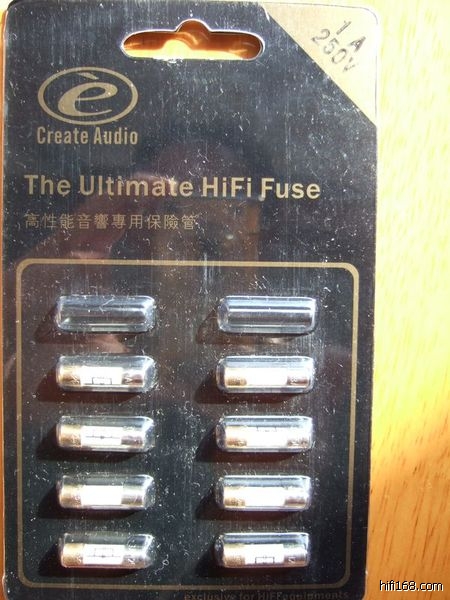 1A
250V
è
Create Audio
The Ultimate HiFi Fuse
高性能音響專用保險管
exclusive for HiFi equipments
hifi168.com